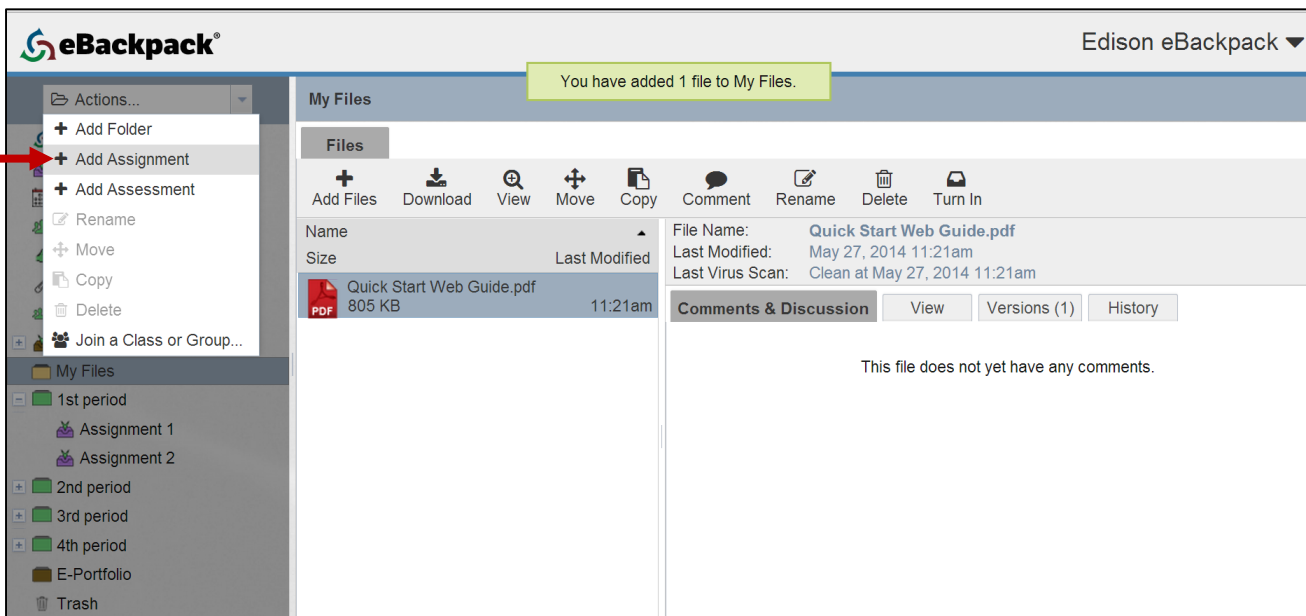 eBackpack®
Edison eBackpack
You have added 1 file to My Files.
Actions...
Add Folder
Add Assignment
Add Assessment
Rename
Move
Copy
Delete
Join a Class or Group...
My Files
1st period
Assignment 1
Assignment 2
2nd period
3rd period
4th period
E-Portfolio
Trash
My Files
Files
Add Files Download View Move Copy Comment Rename Delete Turn In
Name
Size Last Modified
Quick Start Web Guide.pdf
PDF 805 KB 11:21am
File Name: Quick Start Web Guide.pdf
Last Modified: May 27, 2014 11:21am
Last Virus Scan: Clean at May 27, 2014 11:21am
Comments & Discussion View Versions (1) History
This file does not yet have any comments.